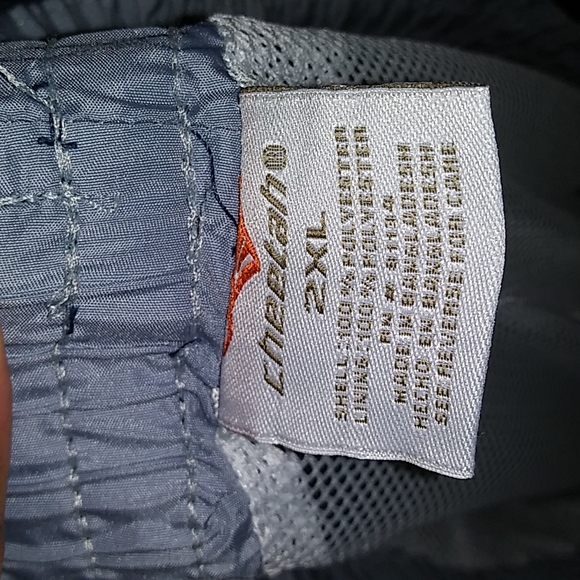 cheetah
2XL
SHELL: 100% POLYESTER
LINING: 100% POLYESTER
RN #
MADE IN BANGLADESH
HECHO EN BANGLADESH
SEE REVERSE FOR CARE